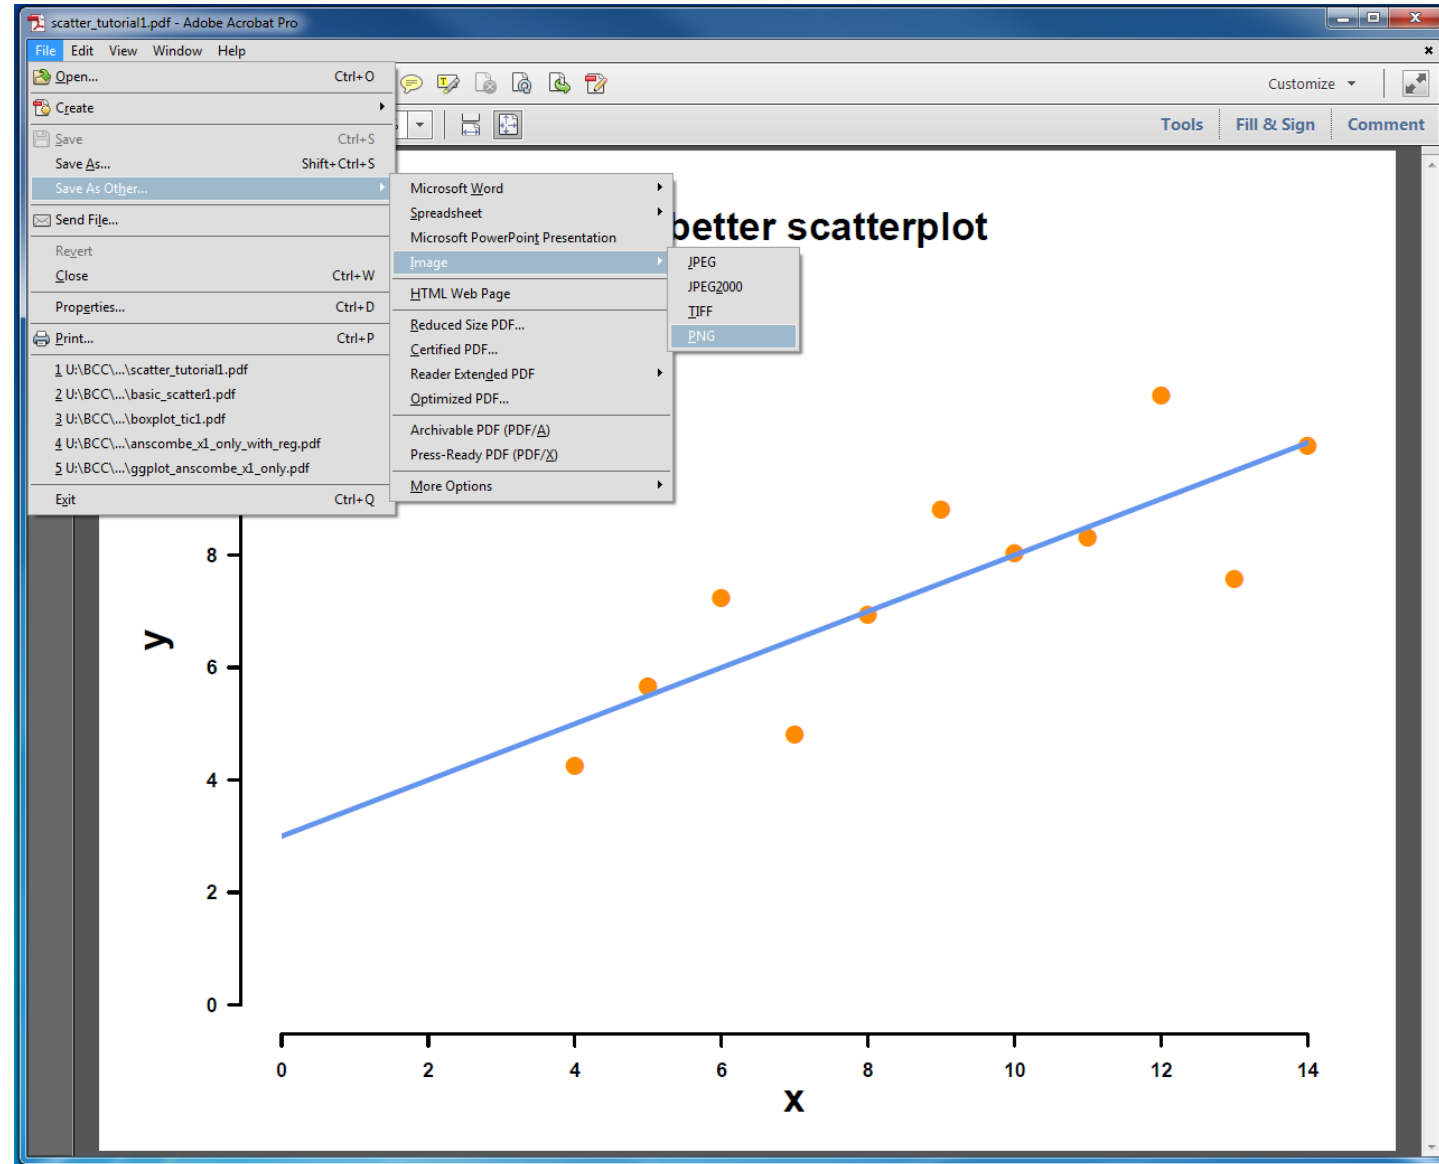 scatter_tutorial1.pdf - Adobe Acrobat Pro
File Edit View Window Help
Customize
Tools Fill & Sign Comment
Open... Ctrl+O
Create
Save Ctrl+S
Save As... Shift+Ctrl+S
Save As Other...
Send File...
Revert
Close Ctrl+W
Properties... Ctrl+D
Print... Ctrl+P
1 U:\BCC\...\scatter_tutorial1.pdf
2 U:\BCC\...\basic_scatter1.pdf
3 U:\BCC\...\boxplot_tic1.pdf
4 U:\BCC\...\anscombe_x1_only_with_reg.pdf
5 U:\BCC\...\ggplot_anscombe_x1_only.pdf
Exit Ctrl+Q
Microsoft Word
Spreadsheet
Microsoft PowerPoint Presentation
Image
HTML Web Page
Reduced Size PDF...
Certified PDF...
Reader Extended PDF
Optimized PDF...
Archivable PDF (PDF/A)
Press-Ready PDF (PDF/X)
More Options
JPEG
JPEG2000
TIFF
PNG
better scatterplot
8
6
4
2
0
y
0 2 4 6 8 10 12 14
x